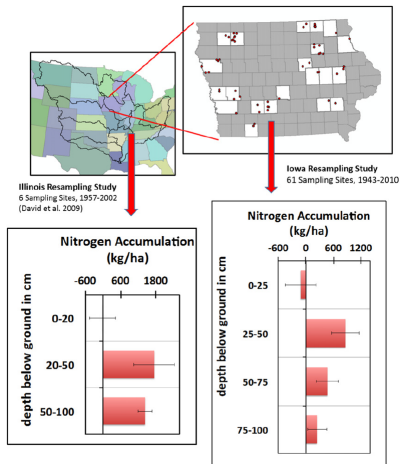 Illinois Resampling Study
6 Sampling Sites, 1957-2002
(David et al. 2009)
Iowa Resampling Study
61 Sampling Sites, 1943-2010
Nitrogen Accumulation
(kg/ha)
-600 600 1800
depth below ground in cm
0-20
20-50
50-100
Nitrogen Accumulation
(kg/ha)
-600 0 600 1200
depth below ground in cm
0-25
25-50
50-75
75-100